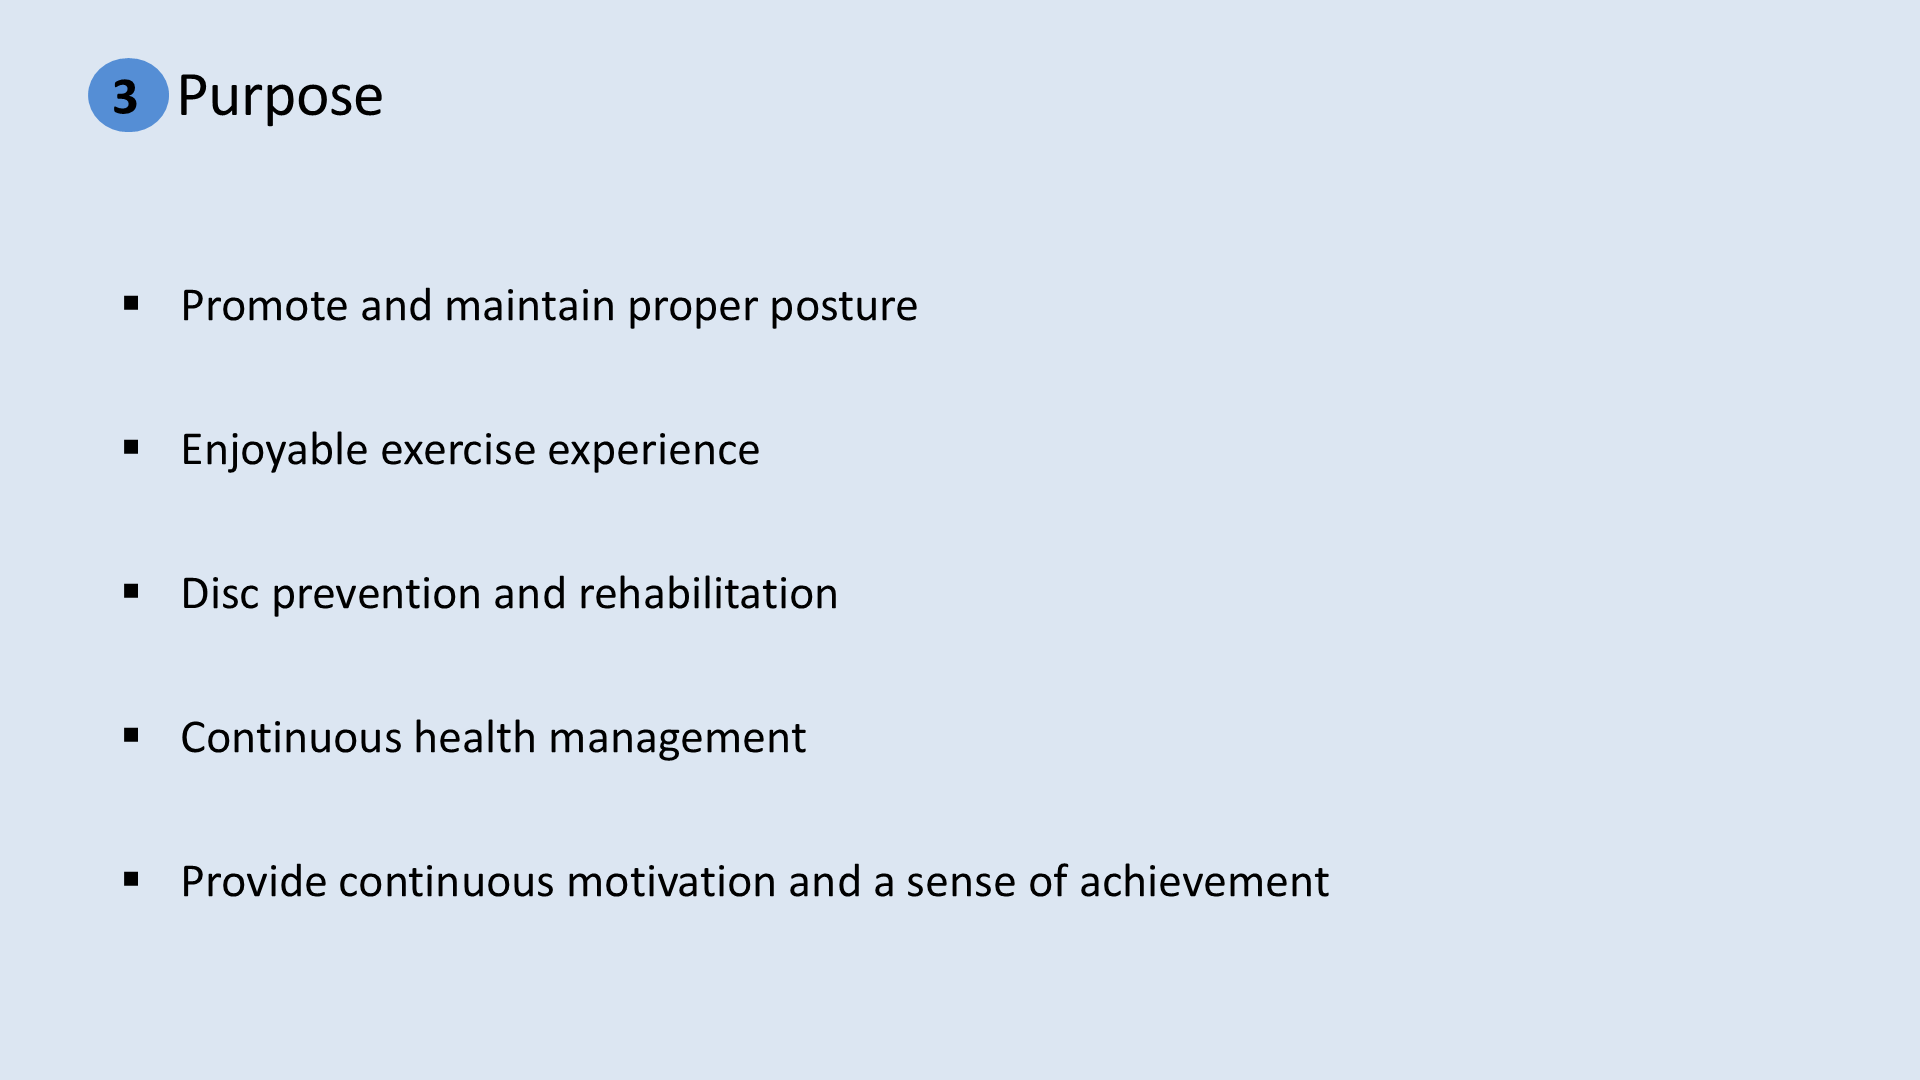 3 Purpose
▪ Promote and maintain proper posture
▪ Enjoyable exercise experience
▪ Disc prevention and rehabilitation
▪ Continuous health management
▪ Provide continuous motivation and a sense of achievement